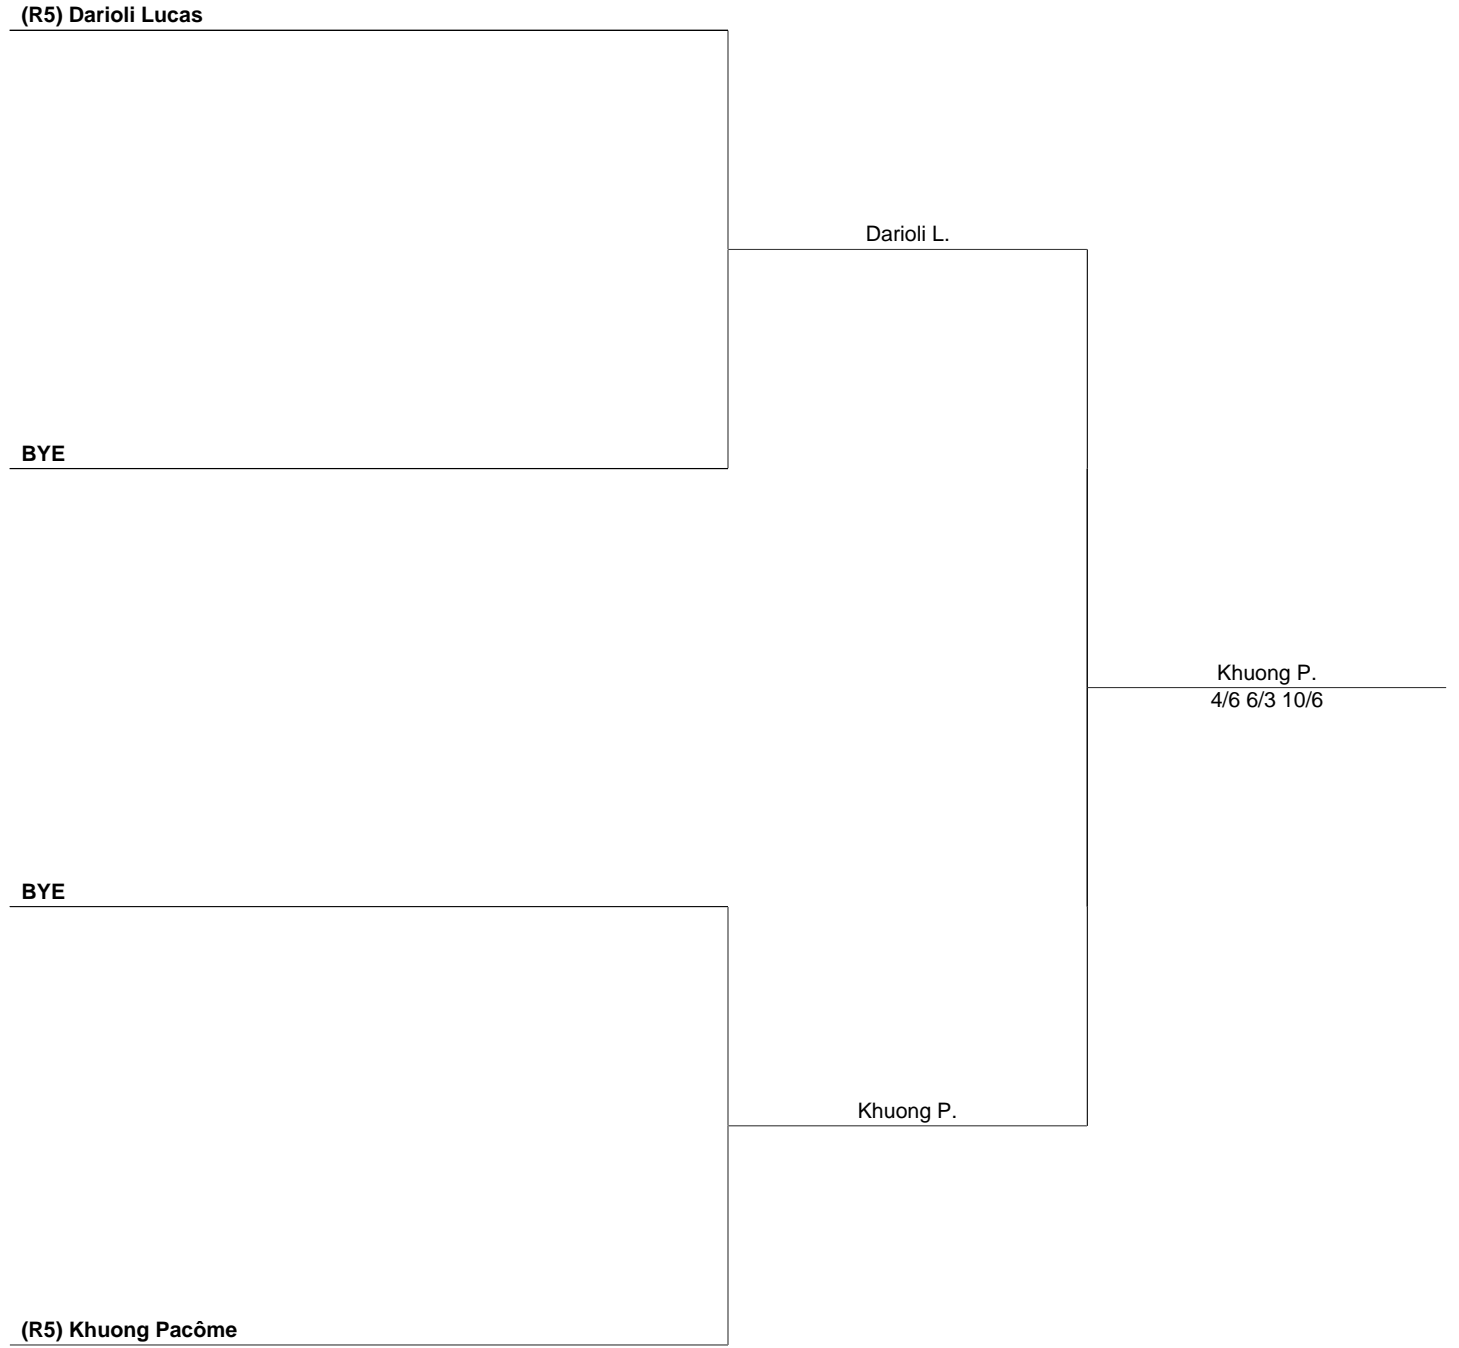 (R5) Darioli Lucas
Darioli L.
BYE
Khuong P.
4/6 6/3 10/6
BYE
Khuong P.
(R5) Khuong Pacôme